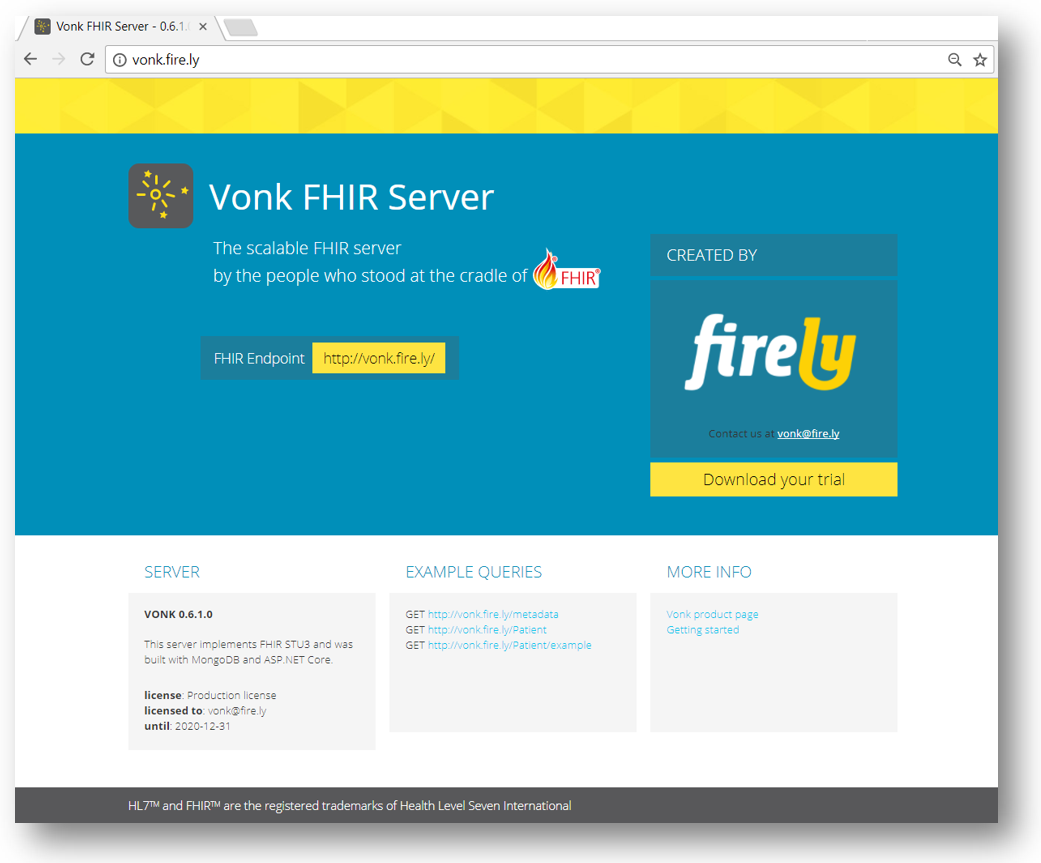 Vonk FHIR Server - 0.6.1.0
vonk.fire.ly
Vonk FHIR Server
The scalable FHIR server
by the people who stood at the cradle of FHIR®
FHIR Endpoint http://vonk.fire.ly/
CREATED BY
firely
Contact us at vonk@fire.ly
Download your trial
SERVER
VONK 0.6.1.0
This server implements FHIR STU3 and was
built with MongoDB and ASP.NET Core.
license: Production license
licensed to: vonk@fire.ly
until: 2020-12-31
EXAMPLE QUERIES
GET http://vonk.fire.ly/metadata
GET http://vonk.fire.ly/Patient
GET http://vonk.fire.ly/Patient/example
MORE INFO
Vonk product page
Getting started
HL7™ and FHIR™ are the registered trademarks of Health Level Seven International